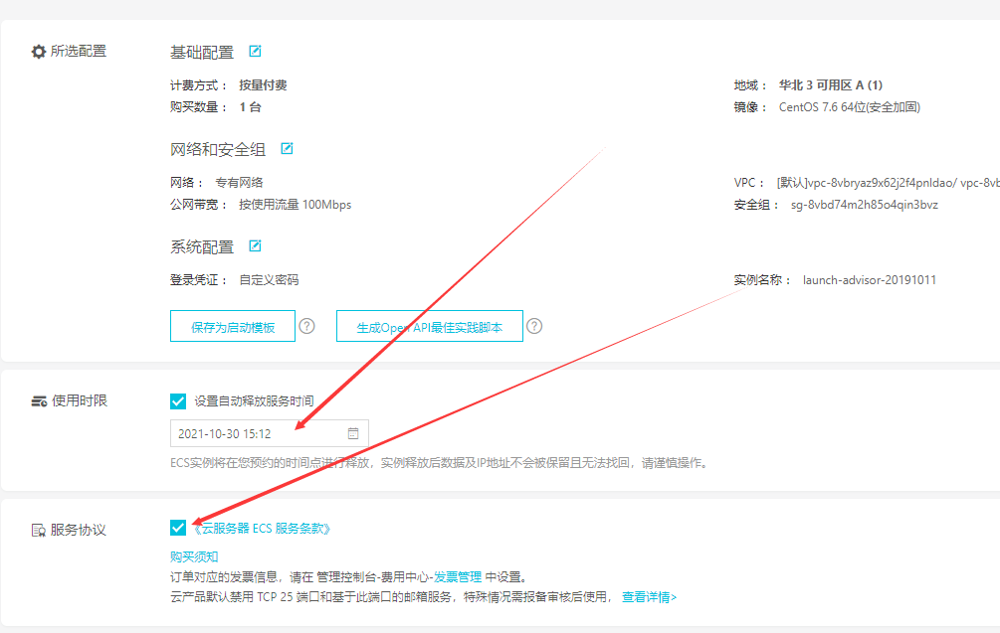 所选配置
基础配置
计费方式： 按量付费
地域： 华北 3 可用区 A (1)
购买数量： 1 台
镜像： CentOS 7.6 64位(安全加固)
网络和安全组
网络： 专有网络
VPC： [默认]vpc-8vbryaz9x62j2f4pnldao/ vpc-8vb
公网带宽： 按使用流量 100Mbps
安全组： sg-8vbd74m2h85o4qin3bvz
系统配置
登录凭证： 自定义密码
实例名称： launch-advisor-20191011
保存为启动模板 ? 生成Open API最佳实践脚本 ?
使用时限
设置自动释放服务时间
2021-10-30 15:12
ECS实例将在您预约的时间点进行释放，实例释放后数据及IP地址不会被保留且无法找回，请谨慎操作。
服务协议
《云服务器 ECS 服务条款》
购买须知
订单对应的发票信息，请在 管理控制台-费用中心-发票管理 中设置。
云产品默认禁用 TCP 25 端口和基于此端口的邮箱服务，特殊情况需报备审核后使用， 查看详情>